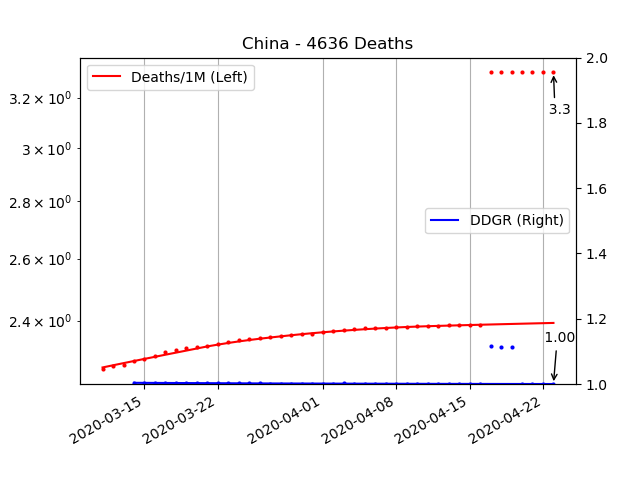 China - 4636 Deaths
Deaths/1M (Left)
DDGR (Right)
3.3
1.00
3.2 × 10⁰
3 × 10⁰
2.8 × 10⁰
2.6 × 10⁰
2.4 × 10⁰
2.0
1.8
1.6
1.4
1.2
1.0
2020-03-15
2020-03-22
2020-04-01
2020-04-08
2020-04-15
2020-04-22